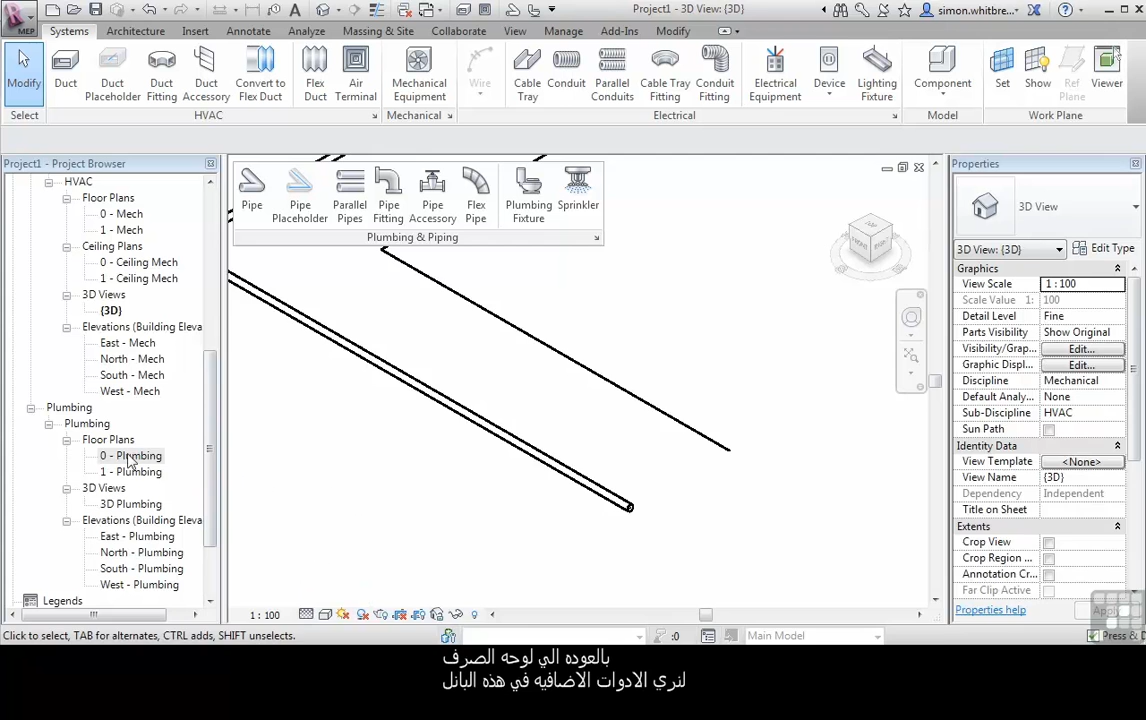 Project1 - 3D View: {3D}
simon.whitbre...
MEP
Systems Architecture Insert Annotate Analyze Massing & Site Collaborate View Manage Add-Ins Modify
Modify
Duct
Duct Placeholder
Duct Fitting
Duct Accessory
Convert to Flex Duct
Flex Duct
Air Terminal
Mechanical Equipment
Wire
Cable Tray
Conduit
Parallel Conduits
Cable Tray Fitting
Conduit Fitting
Electrical Equipment
Device
Lighting Fixture
Component
Set
Show
Ref Plane
Viewer
Select HVAC Mechanical Electrical Model Work Plane
Project1 - Project Browser
HVAC
Floor Plans
0 - Mech
1 - Mech
Ceiling Plans
0 - Ceiling Mech
1 - Ceiling Mech
3D Views
{3D}
Elevations (Building Eleva
East - Mech
North - Mech
South - Mech
West - Mech
Plumbing
Plumbing
Floor Plans
0 - Plumbing
1 - Plumbing
3D Views
3D Plumbing
Elevations (Building Eleva
East - Plumbing
North - Plumbing
South - Plumbing
West - Plumbing
Legends
Pipe
Pipe Placeholder
Parallel Pipes
Pipe Fitting
Pipe Accessory
Flex Pipe
Plumbing Fixture
Sprinkler
Plumbing & Piping
TOP
FRONT
1 : 100
Properties
3D View
3D View: {3D} Edit Type
Graphics
View Scale 1 : 100
Scale Value 1: 100
Detail Level Fine
Parts Visibility Show Original
Visibility/Grap... Edit...
Graphic Displ... Edit...
Discipline Mechanical
Default Analy... None
Sub-Discipline HVAC
Sun Path
Identity Data
View Template <None>
View Name {3D}
Dependency Independent
Title on Sheet
Extents
Crop View
Crop Region ...
Annotation Cr...
Far Clip Active
Properties help Apply
Click to select, TAB for alternates, CTRL adds, SHIFT unselects.
:0
Main Model
Press & D
بالعوده الي لوحه الصرف
لنري الادوات الاضافيه في هذه البانل